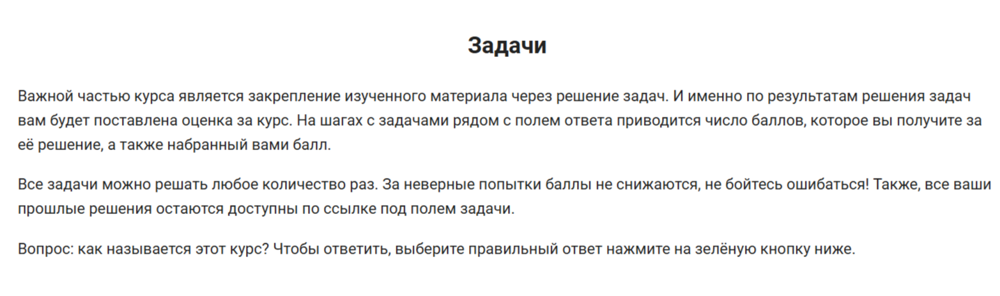 Задачи
Важной частью курса является закрепление изученного материала через решение задач. И именно по результатам решения задач
вам будет поставлена оценка за курс. На шагах с задачами рядом с полем ответа приводится число баллов, которое вы получите за
её решение, а также набранный вами балл.
Все задачи можно решать любое количество раз. За неверные попытки баллы не снижаются, не бойтесь ошибаться! Также, все ваши
прошлые решения остаются доступны по ссылке под полем задачи.
Вопрос: как называется этот курс? Чтобы ответить, выберите правильный ответ нажмите на зелёную кнопку ниже.